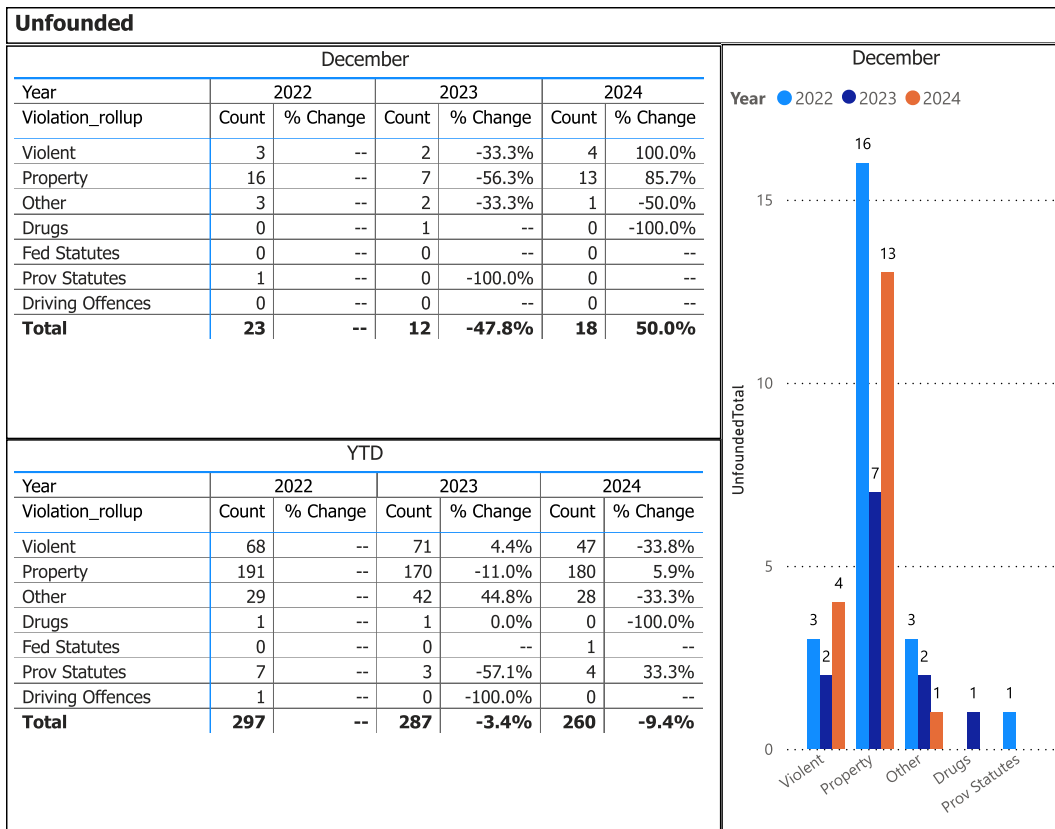 Unfounded
December
Year 2022 2023 2024
Violation_rollup Count % Change Count % Change Count % Change
Violent 3 -- 2 -33.3% 4 100.0%
Property 16 -- 7 -56.3% 13 85.7%
Other 3 -- 2 -33.3% 1 -50.0%
Drugs 0 -- 1 -- 0 -100.0%
Fed Statutes 0 -- 0 -- 0 --
Prov Statutes 1 -- 0 -100.0% 0 --
Driving Offences 0 -- 0 -- 0 --
Total 23 -- 12 -47.8% 18 50.0%
YTD
Year 2022 2023 2024
Violation_rollup Count % Change Count % Change Count % Change
Violent 68 -- 71 4.4% 47 -33.8%
Property 191 -- 170 -11.0% 180 5.9%
Other 29 -- 42 44.8% 28 -33.3%
Drugs 1 -- 1 0.0% 0 -100.0%
Fed Statutes 0 -- 0 -- 1 --
Prov Statutes 7 -- 3 -57.1% 4 33.3%
Driving Offences 1 -- 0 -100.0% 0 --
Total 297 -- 287 -3.4% 260 -9.4%
December
Year 2022 2023 2024
16
15
13
10
UnfoundedTotal
7
5
4
3 3
2 2
1 1 1
0
Violent Property Other Drugs Prov Statutes